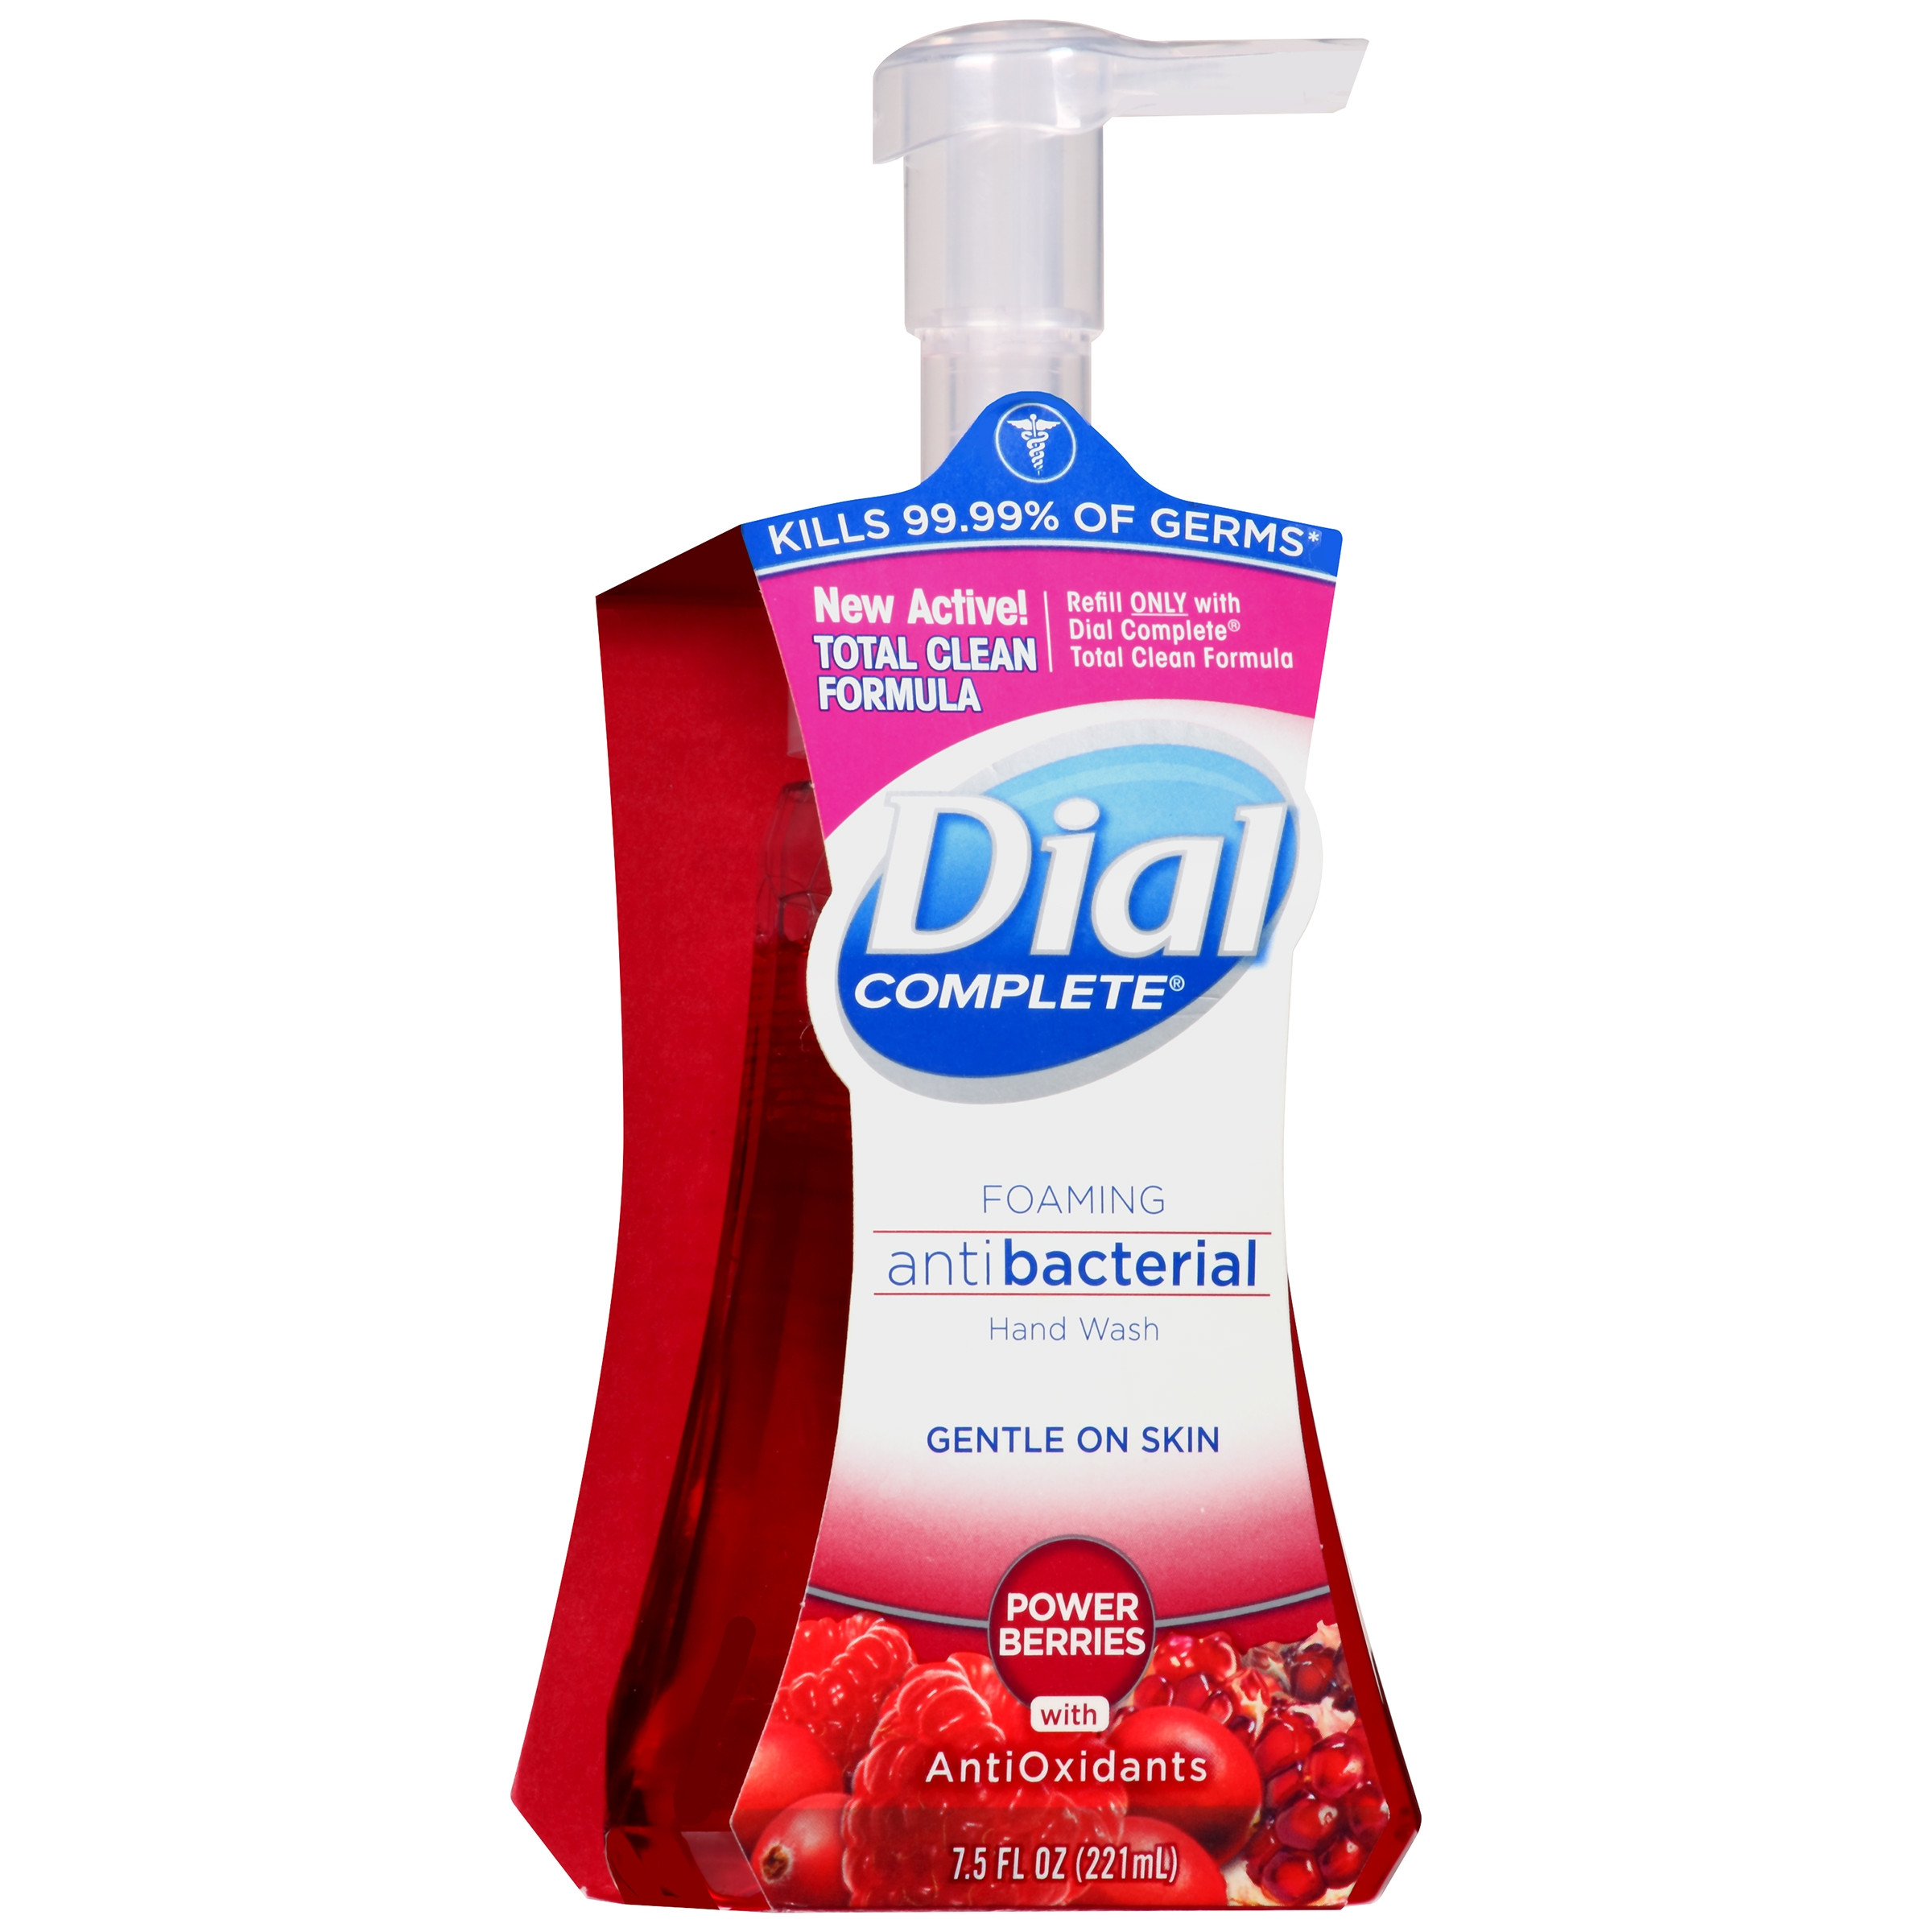 KILLS 99.99% OF GERMS*
New Active!
TOTAL CLEAN
FORMULA
Refill ONLY with
Dial Complete®
Total Clean Formula
Dial
COMPLETE®
FOAMING
antibacterial
Hand Wash
GENTLE ON SKIN
POWER
BERRIES
with
AntiOxidants
7.5 FL OZ (221mL)